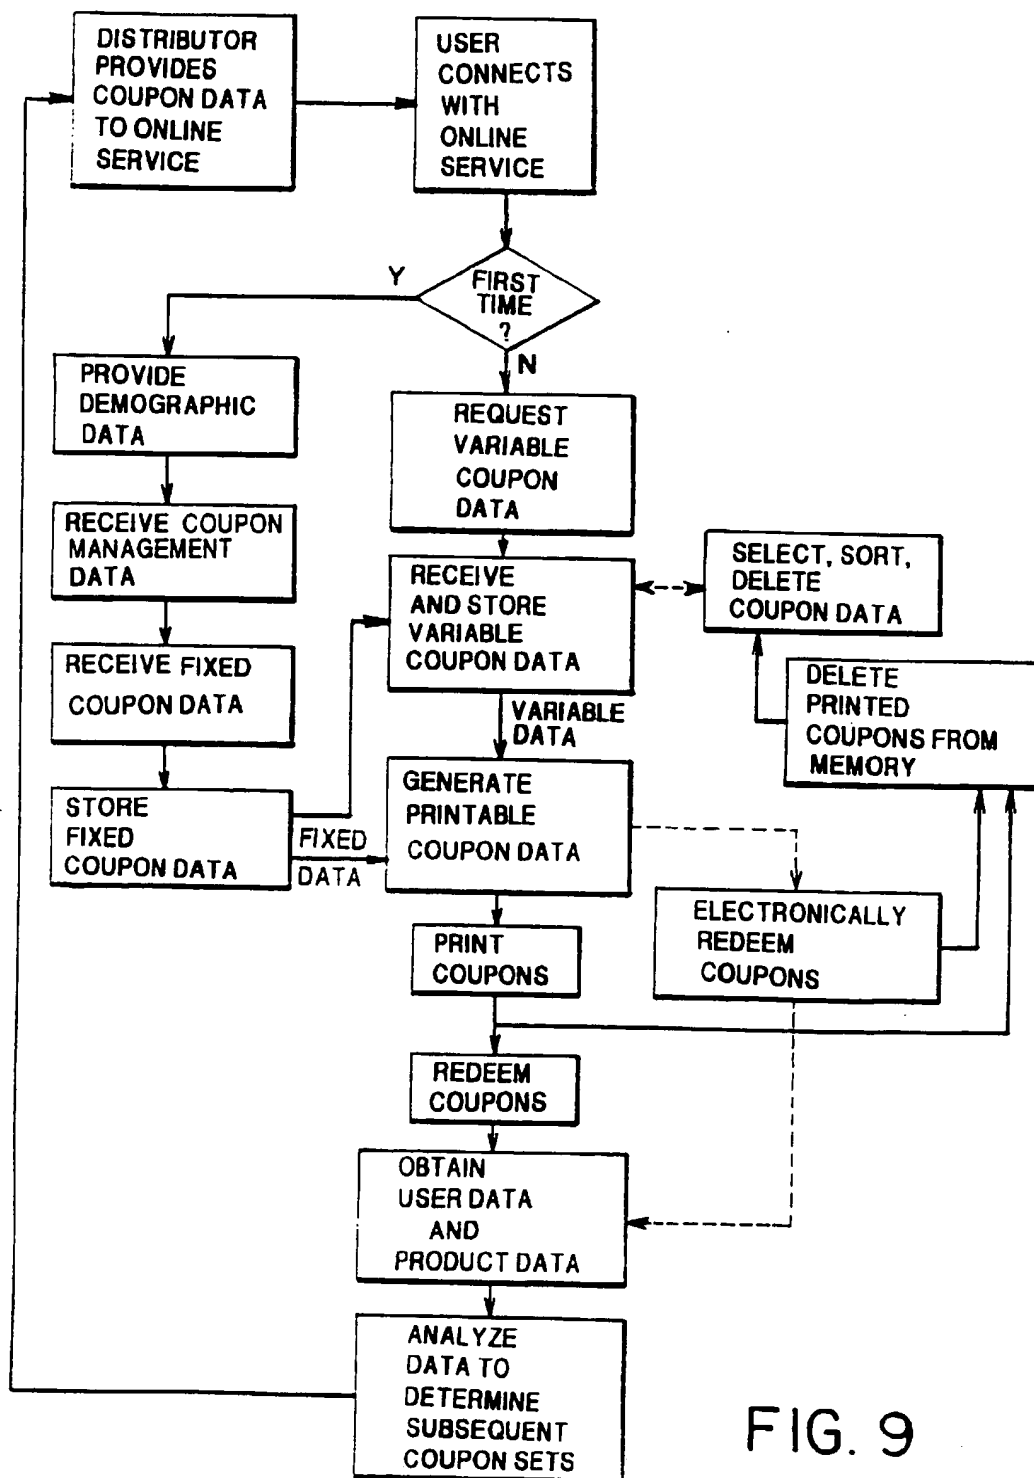 DISTRIBUTOR
PROVIDES
COUPON DATA
TO ONLINE
SERVICE
USER
CONNECTS
WITH
ONLINE
SERVICE
Y
FIRST
TIME
?
N
PROVIDE
DEMOGRAPHIC
DATA
REQUEST
VARIABLE
COUPON
DATA
RECEIVE COUPON
MANAGEMENT
DATA
RECEIVE
AND STORE
VARIABLE
COUPON DATA
SELECT, SORT,
DELETE
COUPON DATA
RECEIVE FIXED
COUPON DATA
VARIABLE
DATA
DELETE
PRINTED
COUPONS FROM
MEMORY
STORE
FIXED
COUPON DATA
FIXED
DATA
GENERATE
PRINTABLE
COUPON DATA
ELECTRONICALLY
REDEEM
COUPONS
PRINT
COUPONS
REDEEM
COUPONS
OBTAIN
USER DATA
AND
PRODUCT DATA
ANALYZE
DATA TO
DETERMINE
SUBSEQUENT
COUPON SETS
FIG. 9